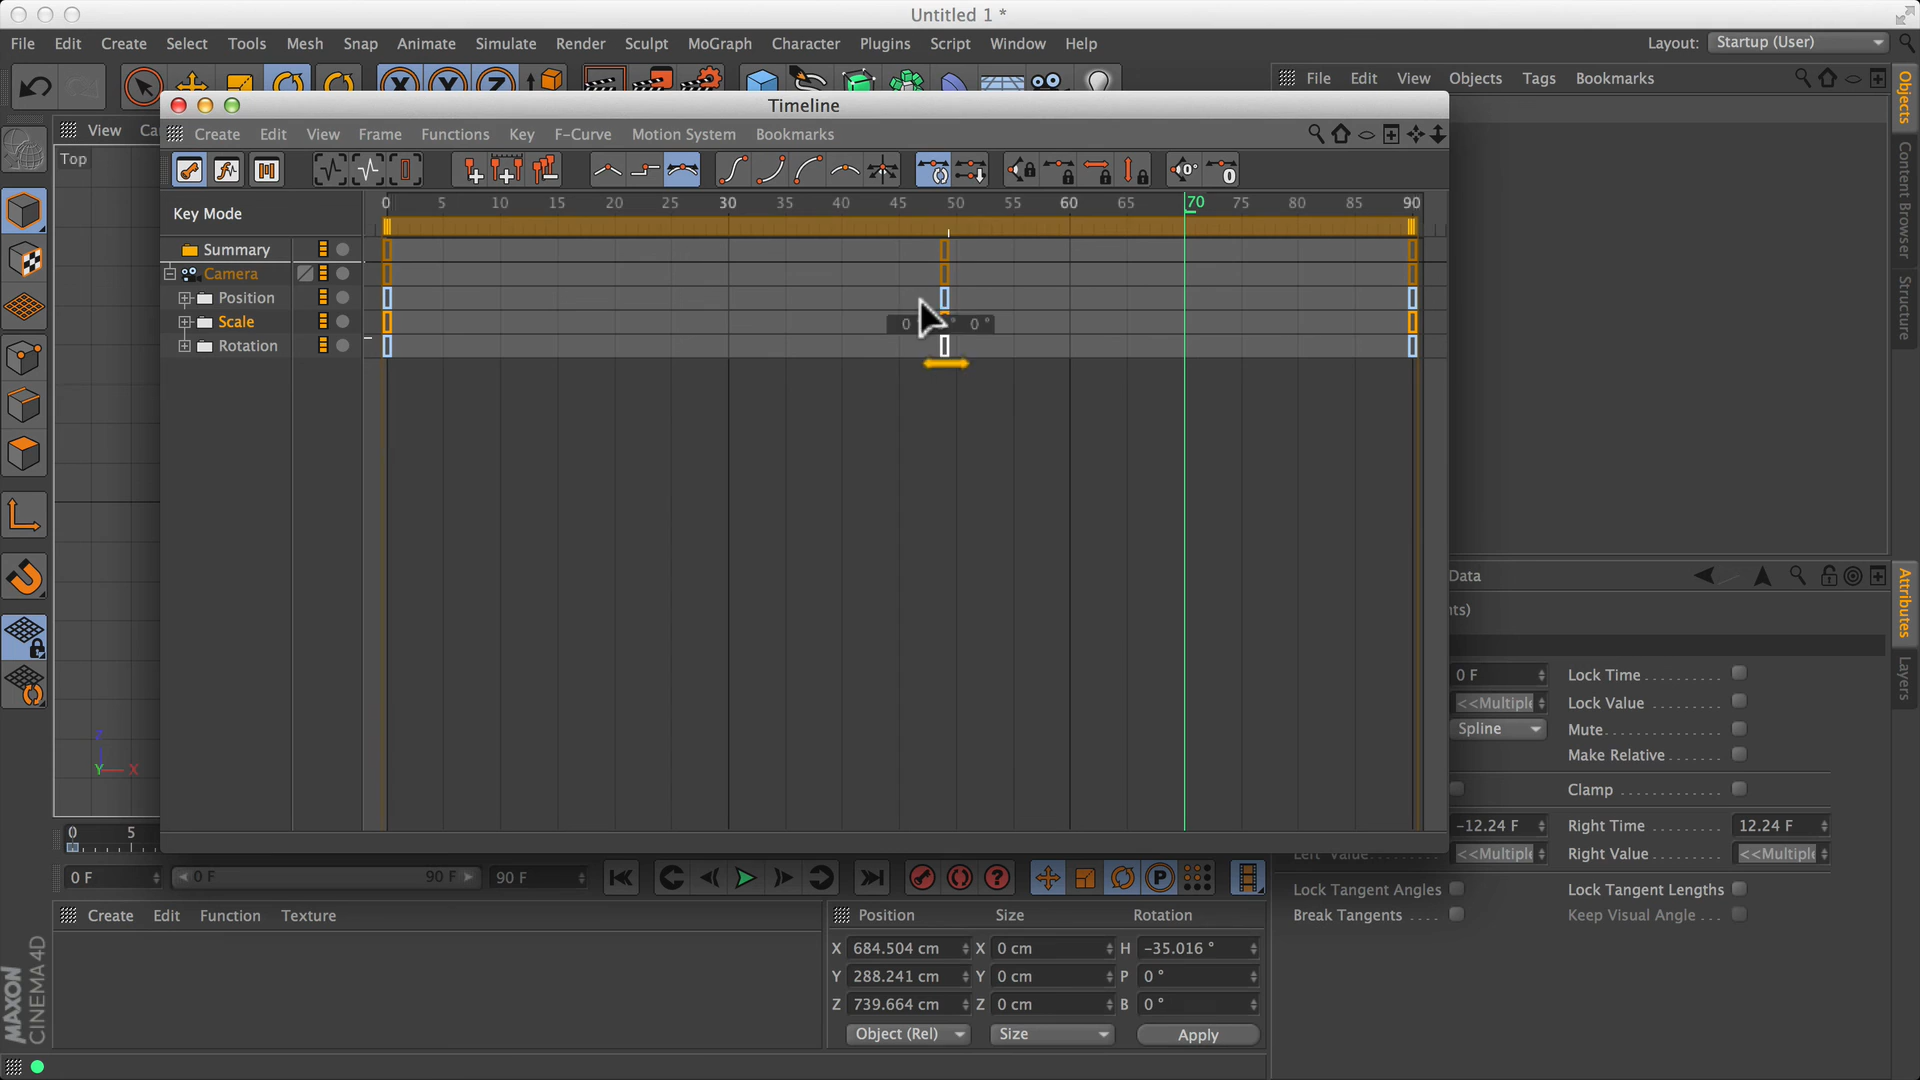 Untitled 1 *
File Edit Create Select Tools Mesh Snap Animate Simulate Render Sculpt MoGraph Character Plugins Script Window Help
Layout: Startup (User)
File Edit View Objects Tags Bookmarks
View Ca
Top
Timeline
Create Edit View Frame Functions Key F-Curve Motion System Bookmarks
Key Mode
0 5 10 15 20 25 30 35 40 45 50 55 60 65 70 75 80 85 90
Summary
Camera
Position
Scale
Rotation
0 ° 0 °
Objects
Content Browser
Structure
Attributes
Layers
Data
nts)
0 F Lock Time
<<Multiple Lock Value
Spline Mute
Make Relative
Clamp
-12.24 F Right Time 12.24 F
Left Value <<Multiple Right Value <<Multiple
Lock Tangent Angles Lock Tangent Lengths
Break Tangents Keep Visual Angle
Z
Y X
0 5
0 F 0 F 90 F 90 F
Create Edit Function Texture
Position Size Rotation
X 684.504 cm X 0 cm H -35.016 °
Y 288.241 cm Y 0 cm P 0 °
Z 739.664 cm Z 0 cm B 0 °
Object (Rel) Size Apply
MAXON
CINEMA 4D